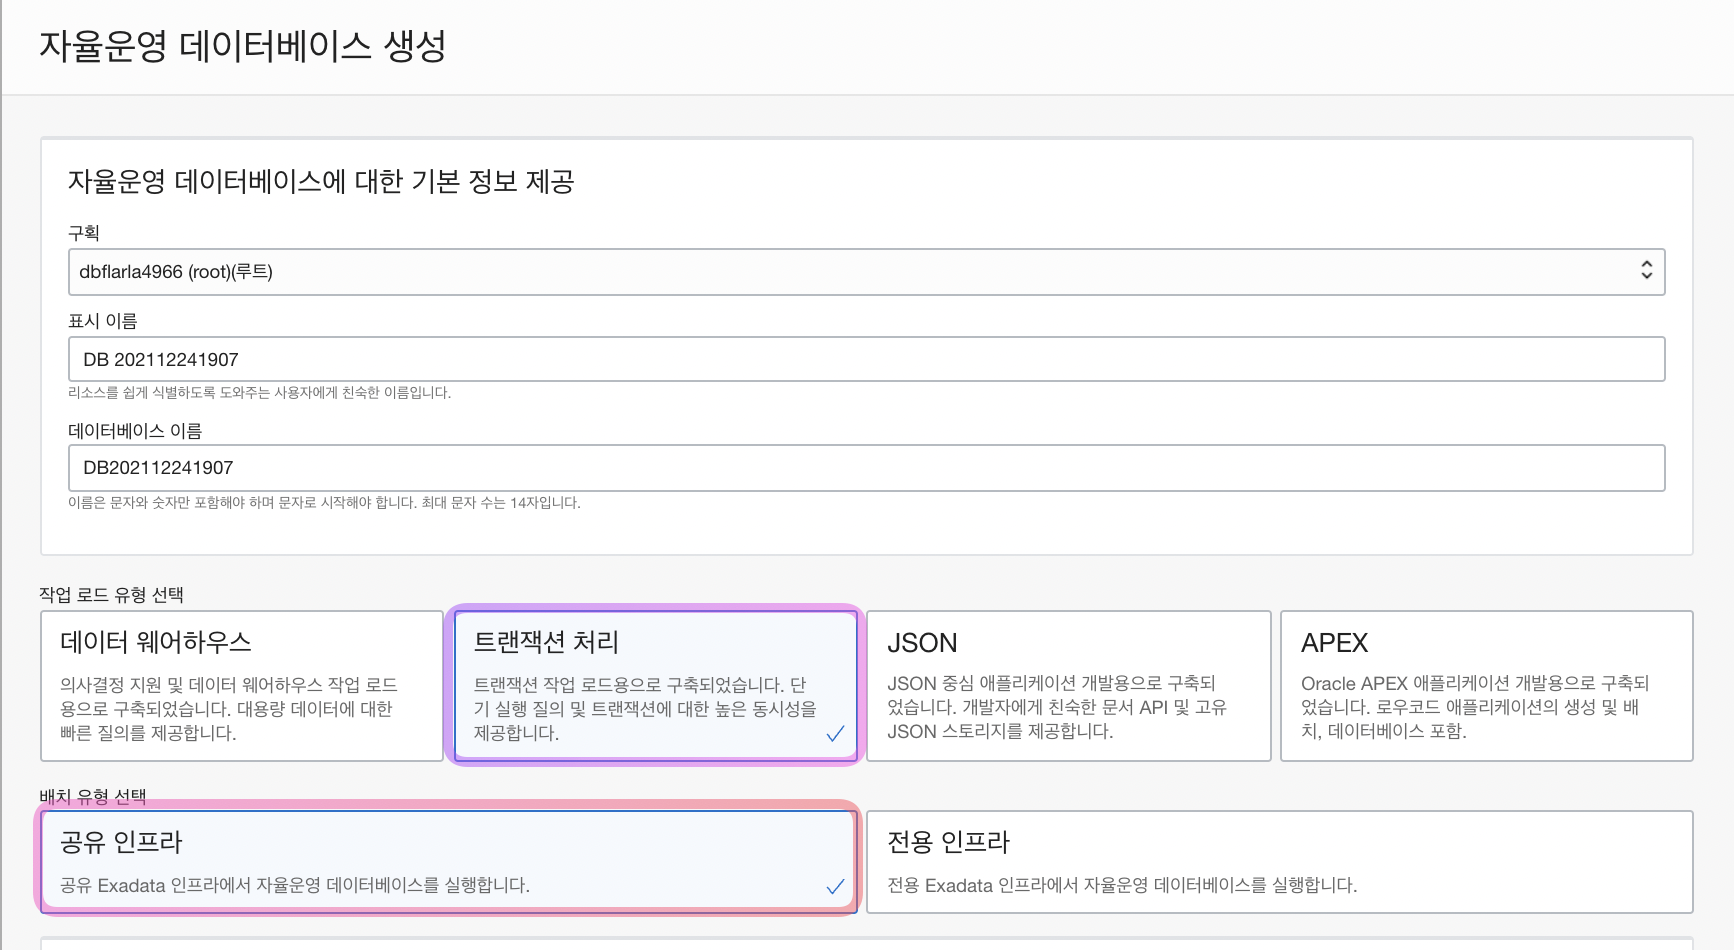 자율운영 데이터베이스 생성
자율운영 데이터베이스에 대한 기본 정보 제공
구획
dbflarla4966 (root)(루트)
표시 이름
DB 202112241907
리소스를 쉽게 식별하도록 도와주는 사용자에게 친숙한 이름입니다.
데이터베이스 이름
DB202112241907
이름은 문자와 숫자만 포함해야 하며 문자로 시작해야 합니다. 최대 문자 수는 14자입니다.
작업 로드 유형 선택
데이터 웨어하우스
의사결정 지원 및 데이터 웨어하우스 작업 로드
용으로 구축되었습니다. 대용량 데이터에 대한
빠른 질의를 제공합니다.
트랜잭션 처리
트랜잭션 작업 로드용으로 구축되었습니다. 단
기 실행 질의 및 트랜잭션에 대한 높은 동시성을
제공합니다.
JSON
JSON 중심 애플리케이션 개발용으로 구축되
었습니다. 개발자에게 친숙한 문서 API 및 고유
JSON 스토리지를 제공합니다.
APEX
Oracle APEX 애플리케이션 개발용으로 구축되
었습니다. 로우코드 애플리케이션의 생성 및 배
치, 데이터베이스 포함.
배치 유형 선택
공유 인프라
공유 Exadata 인프라에서 자율운영 데이터베이스를 실행합니다.
전용 인프라
전용 Exadata 인프라에서 자율운영 데이터베이스를 실행합니다.